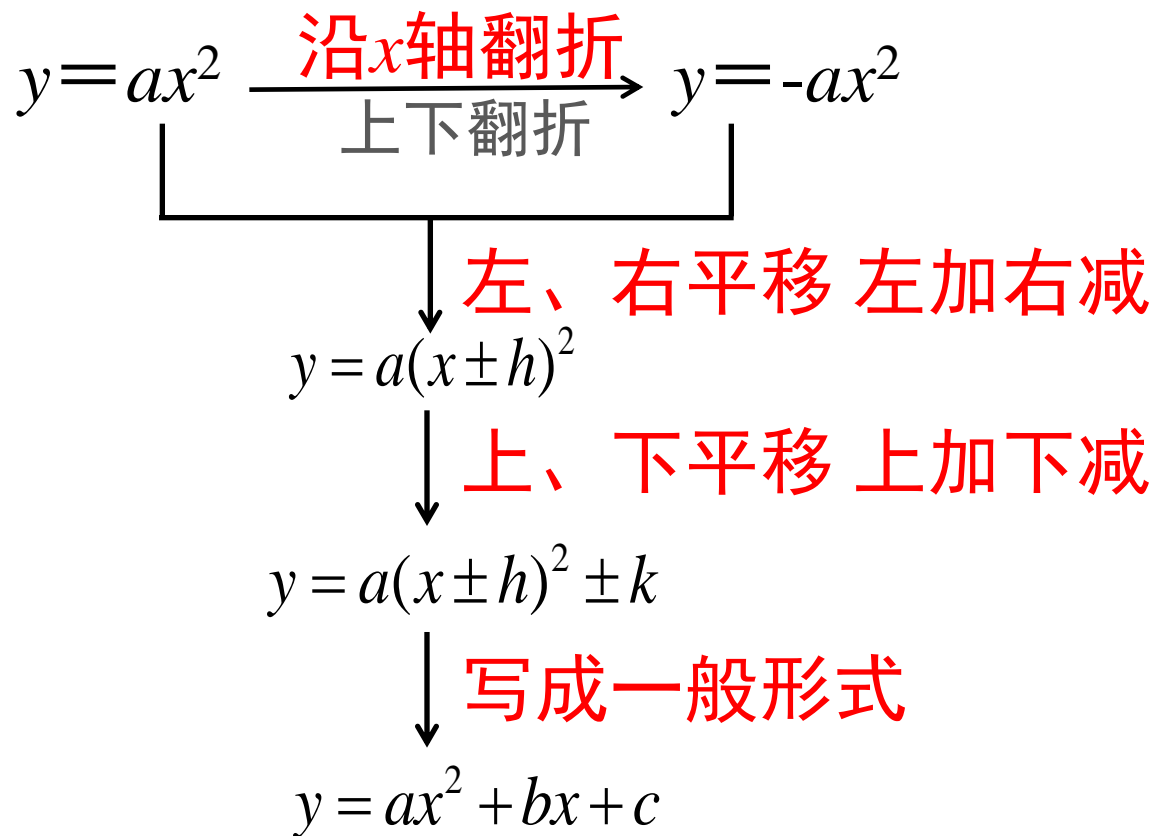 y＝ax² 沿x轴翻折 y＝-ax²
上下翻折
左、右平移 左加右减
y=a(x±h)²
上、下平移 上加下减
y=a(x±h)²±k
写成一般形式
y=ax²+bx+c